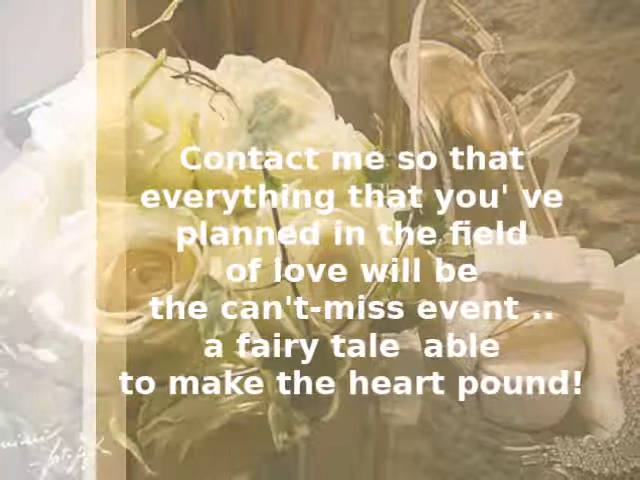 Contact me so that
everything that you' ve
planned in the field
of love will be
the can't-miss event ..
a fairy tale  able
to make the heart pound!